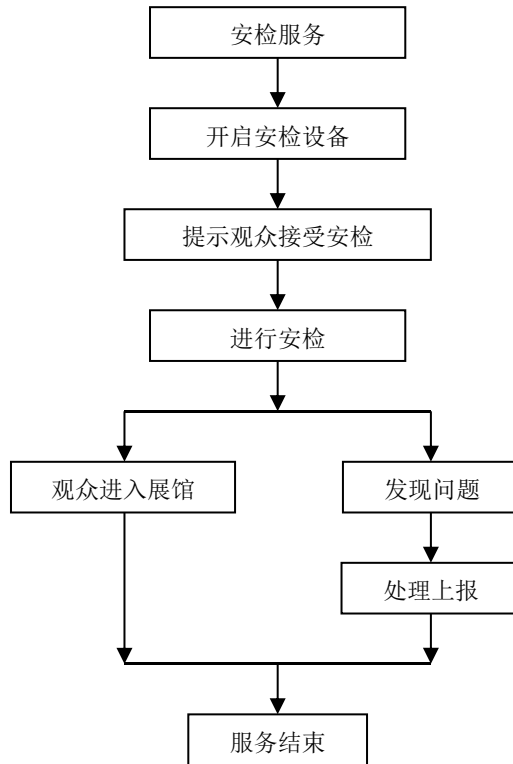 安检服务
开启安检设备
提示观众接受安检
进行安检
观众进入展馆
发现问题
处理上报
服务结束